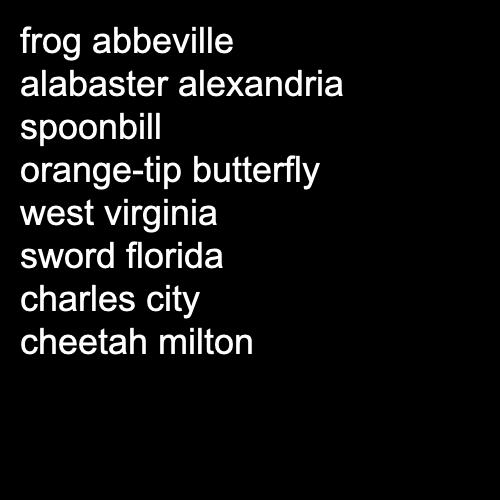 frog abbeville
alabaster alexandria
spoonbill
orange-tip butterfly
west virginia
sword florida
charles city
cheetah milton